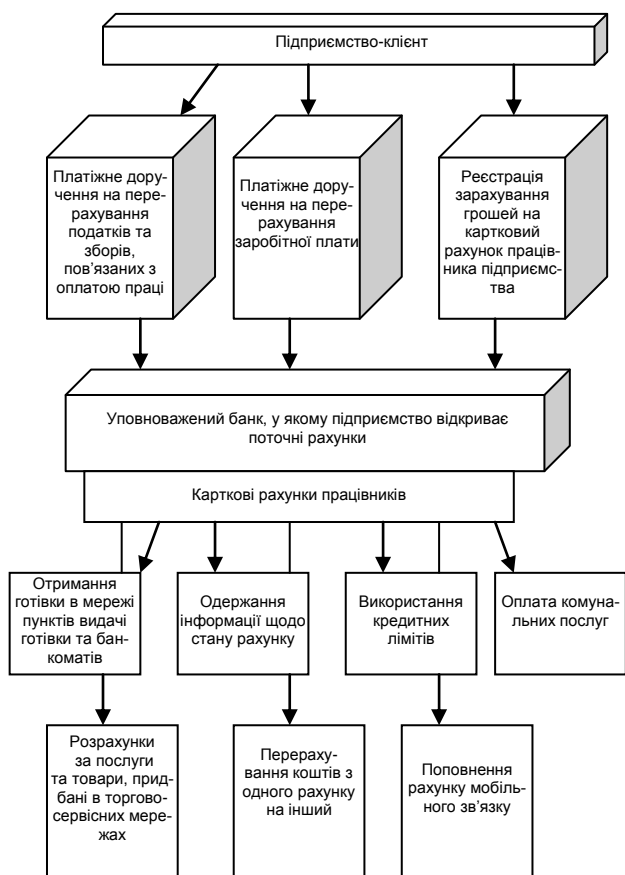 Підприємство-клієнт
Платіжне дору-
чення на пере-
рахування
податків та
зборів,
пов’язаних з
оплатою праці
Платіжне дору-
чення на пере-
рахування
заробітної
плати
Реєстрація
зарахування
грошей на
картковий
рахунок праців-
ника підприємс-
тва
Уповноважений банк, у якому підприємство відкриває
поточні рахунки
Карткові рахунки працівників
Отримання
готівки в мережі
пунктів видачі
готівки та бан-
коматів
Одержання
інформації щодо
стану рахунку
Використання
кредитних
лімітів
Оплата комуна-
льних послуг
Розрахунки
за послуги
та товари, прид-
бані в торгово-
сервісних мере-
жах
Пераху-
вання коштів з
одного рахунку
на інший
Поповнення
рахунку мобіль-
ного зв’язку